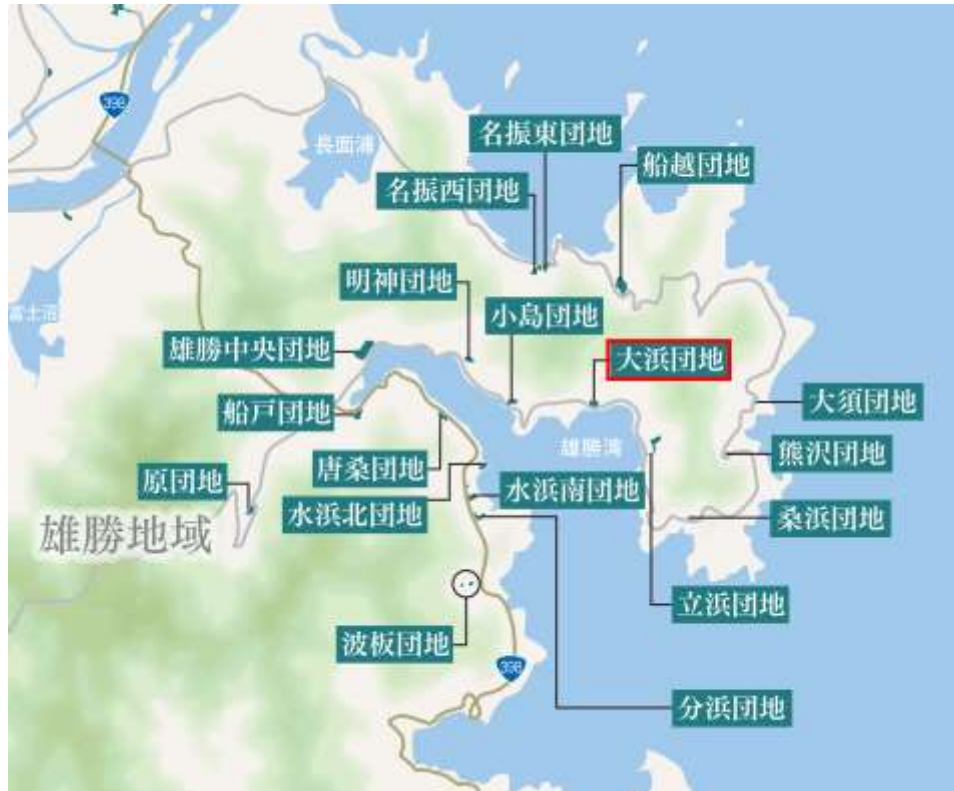 398
長面浦
名振東団地
船越団地
名振西団地
明神団地
富士沼
小島団地
雄勝中央団地
大浜団地
船戸団地
大須団地
唐桑団地
雄勝湾
熊沢団地
原団地
水浜南団地
水浜北団地
桑浜団地
雄勝地域
立浜団地
波板団地
398
分浜団地